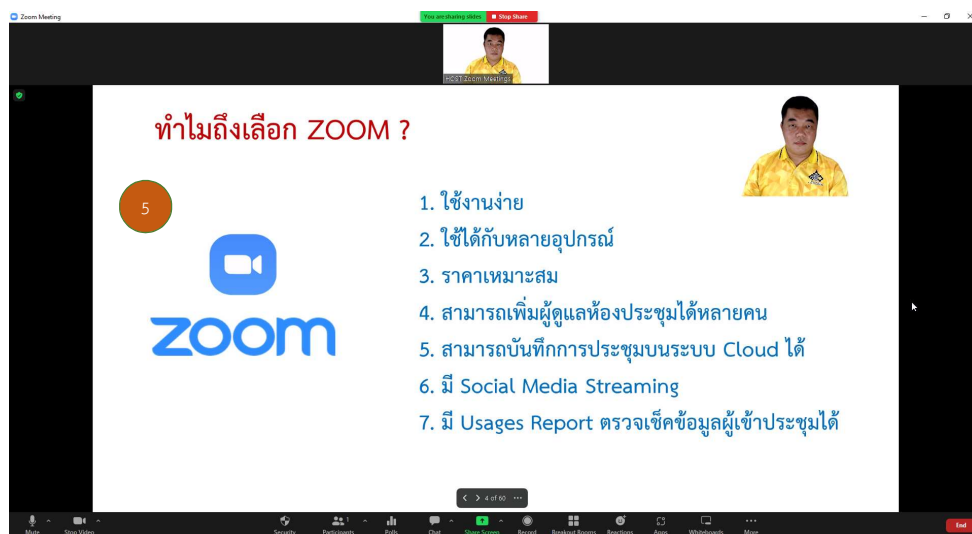 Zoom Meeting
You are sharing slides
Stop Share
HOST Zoom Meetings
ทำไมถึงเลือก ZOOM ?
5
zoom
1. ใช้งานง่าย
2. ใช้ได้กับหลายอุปกรณ์
3. ราคาเหมาะสม
4. สามารถเพิ่มผู้ดูแลห้องประชุมได้หลายคน
5. สามารถบันทึกการประชุมบนระบบ Cloud ได้
6. มี Social Media Streaming
7. มี Usages Report ตรวจเช็คข้อมูลผู้เข้าประชุมได้
4 of 60
1
Mute
Stop Video
Security
Participants
Polls
Chat
Share Screen
Record
Breakout Rooms
Reactions
Apps
Whiteboards
More
End